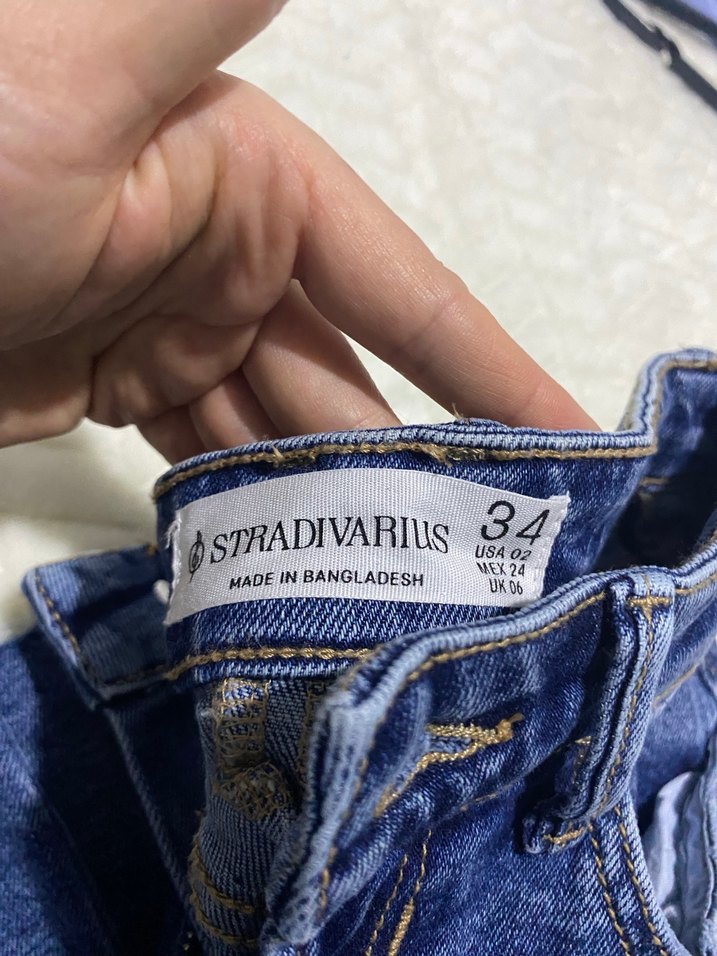 STRADIVARIUS
MADE IN BANGLADESH
34
USA 02
MEX 24
UK 06